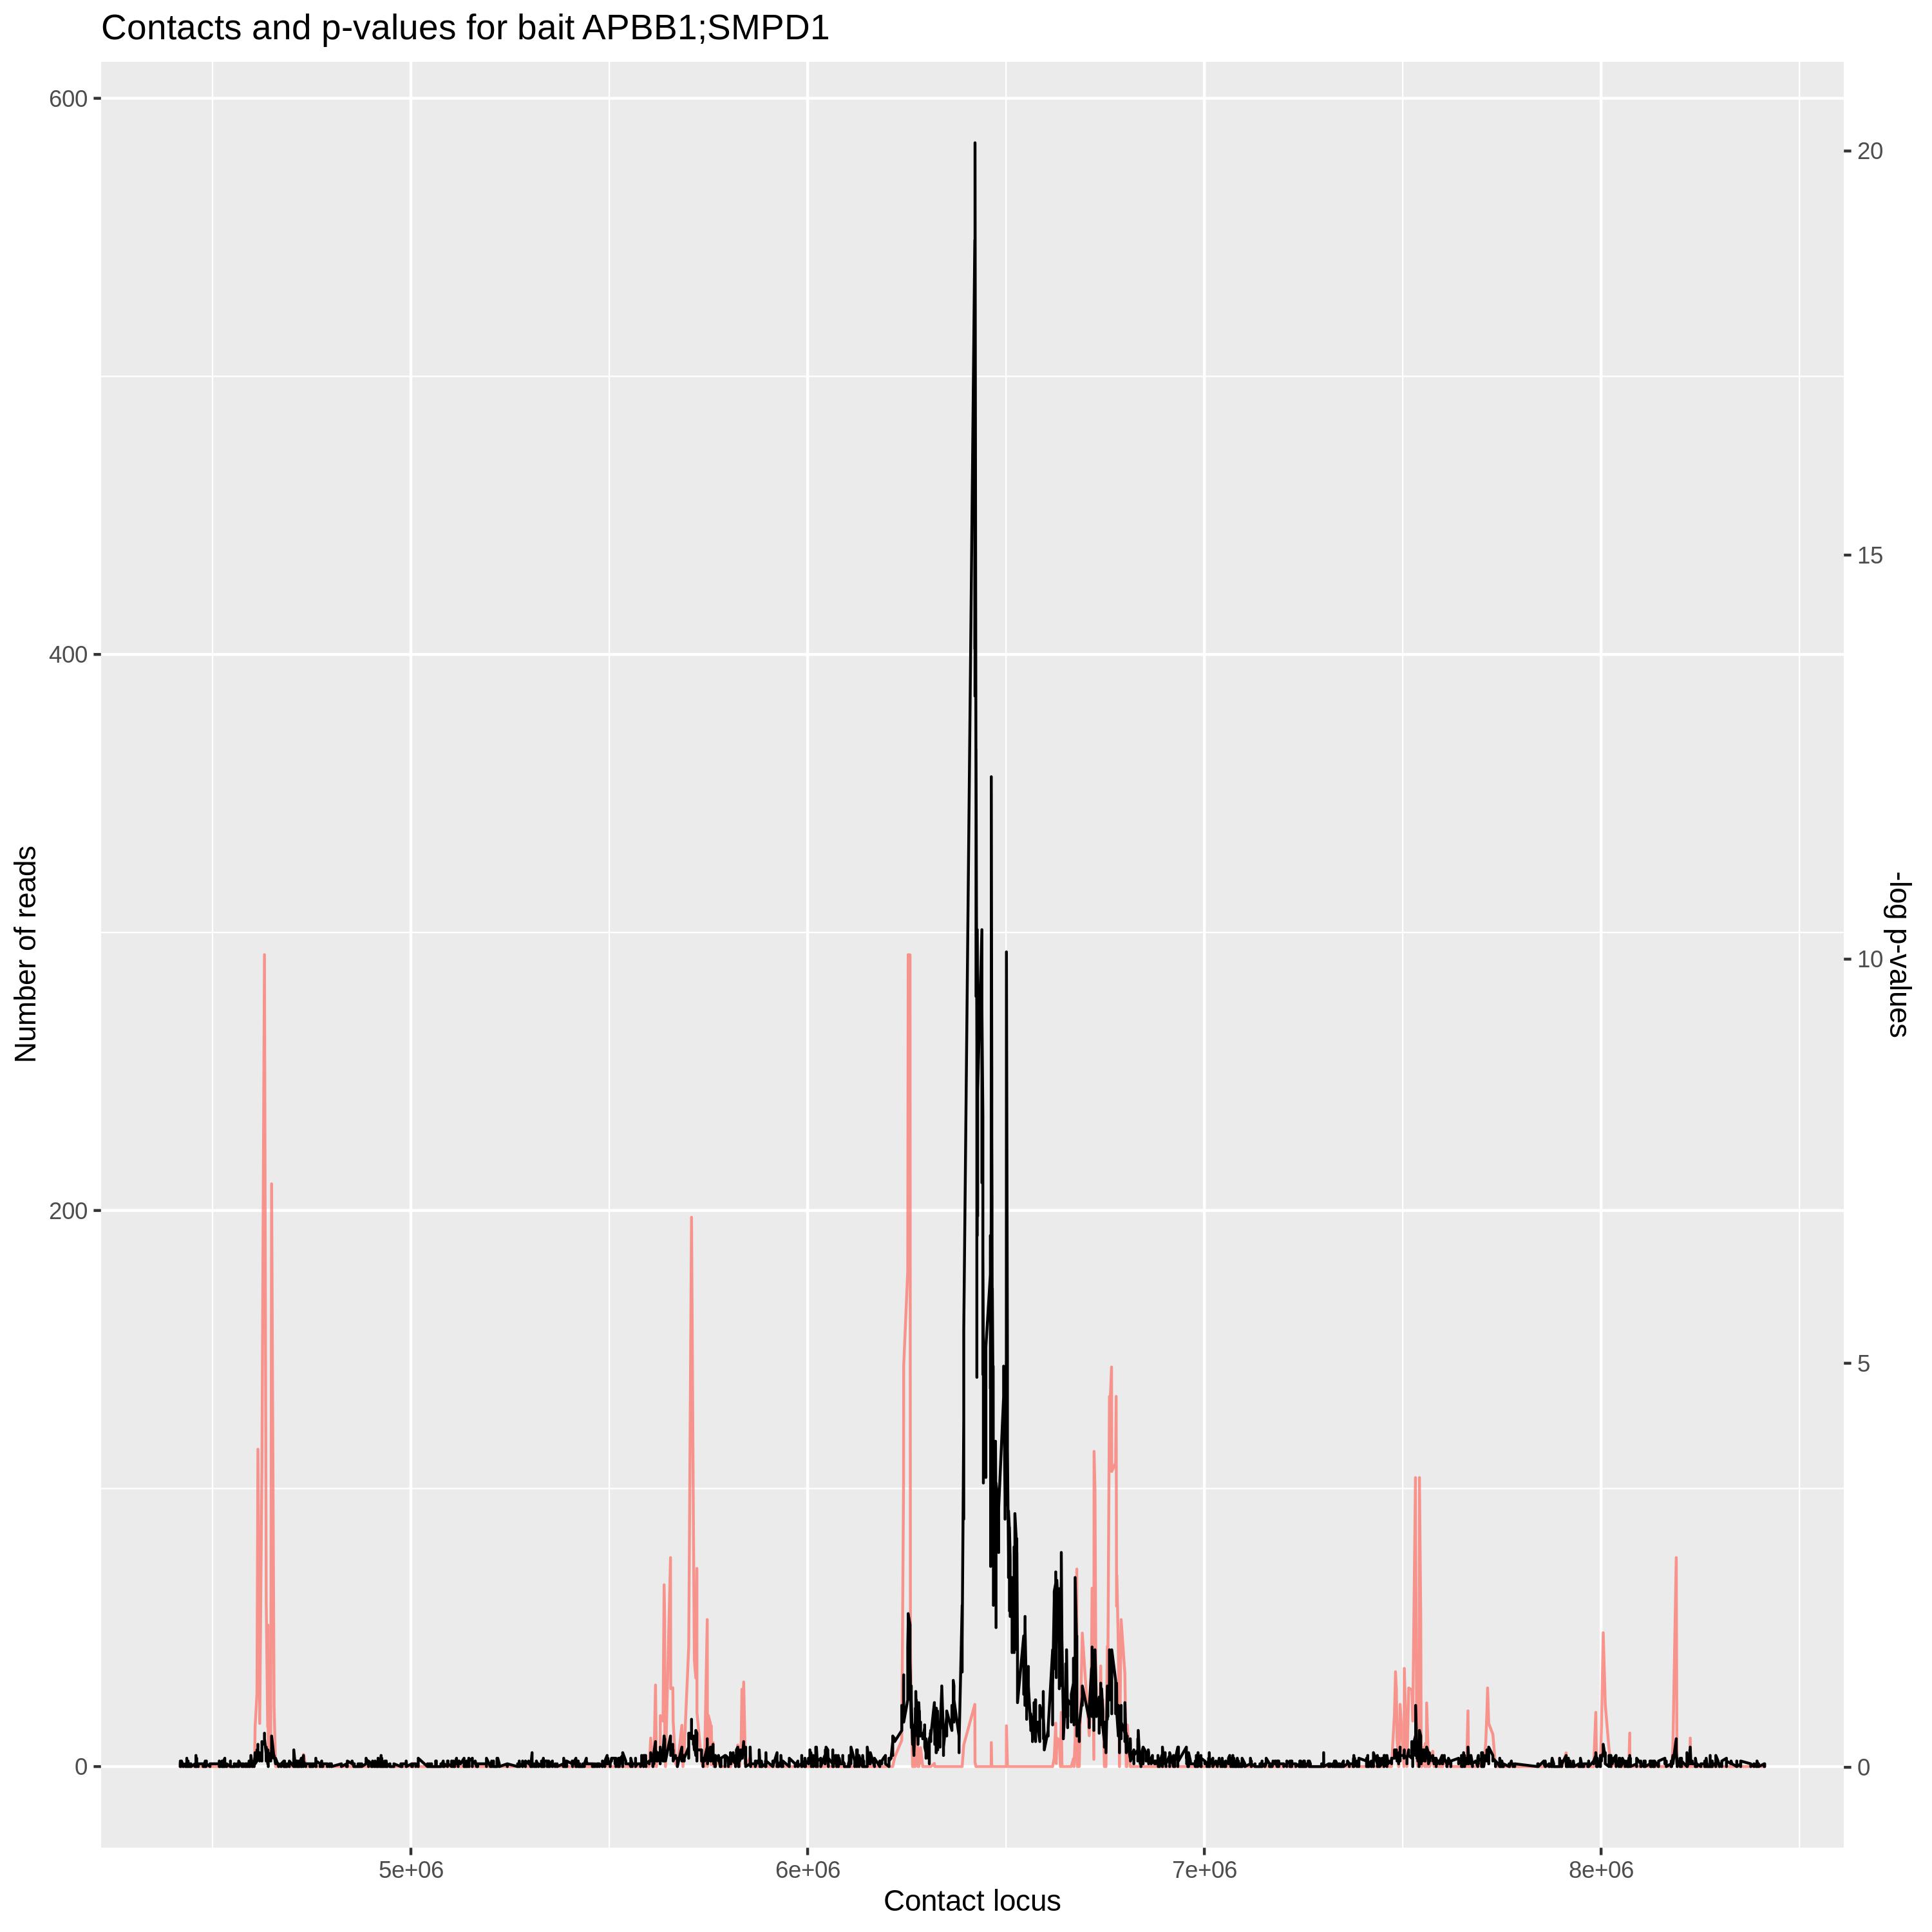 Contacts and p-values for bait APBB1;SMPD1
600
400
200
0
Number of reads
20
15
10
5
0
-log p-values
5e+06
6e+06
7e+06
8e+06
Contact locus